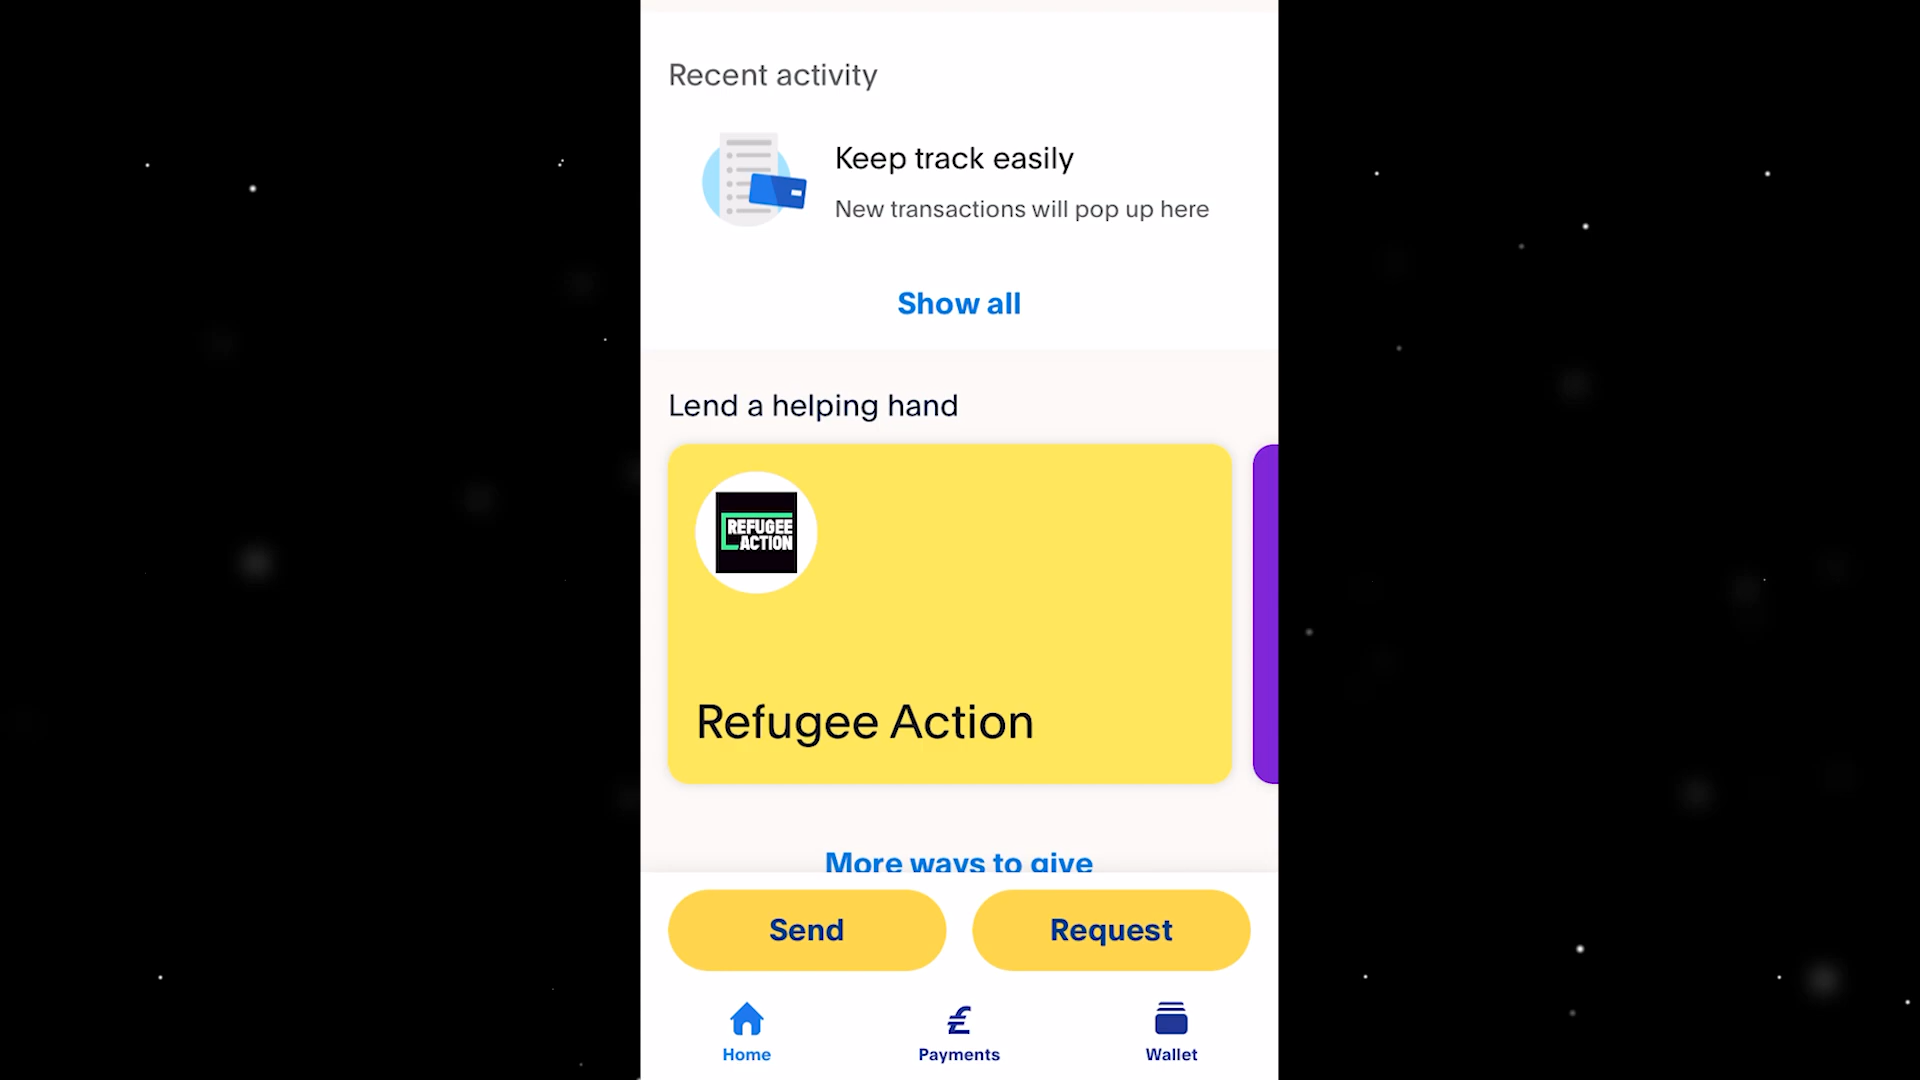 Recent activity
Keep track easily
New transactions will pop up here
Show all
Lend a helping hand
REFUGEE
ACTION
Refugee Action
More ways to give
Send
Request
Home
Payments
Wallet